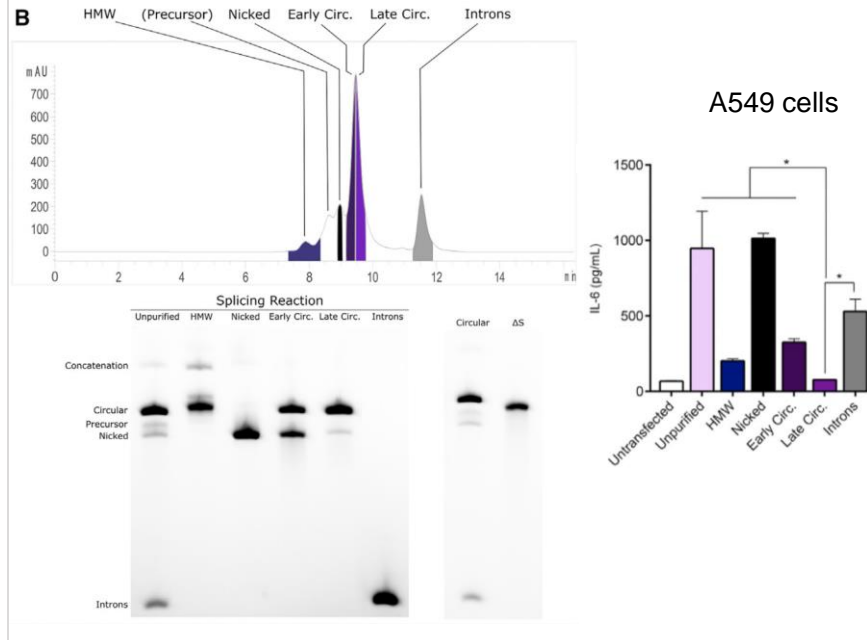 B
HMW (Precursor) Nicked Early Circ. Late Circ. Introns
mAU
700
600
500
400
300
200
100
0
0 2 4 6 8 10 12 14
Splicing Reaction
Unpurified HMW Nicked Early Circ. Late Circ. Introns
Circular ΔS
Concatenation
Circular
Precursor
Nicked
Introns
A549 cells
1500
1000
500
0
IL-6 (pg/mL)
*
*
Untransfected
Unpurified
HMW
Nicked
Early Circ.
Late Circ.
Introns